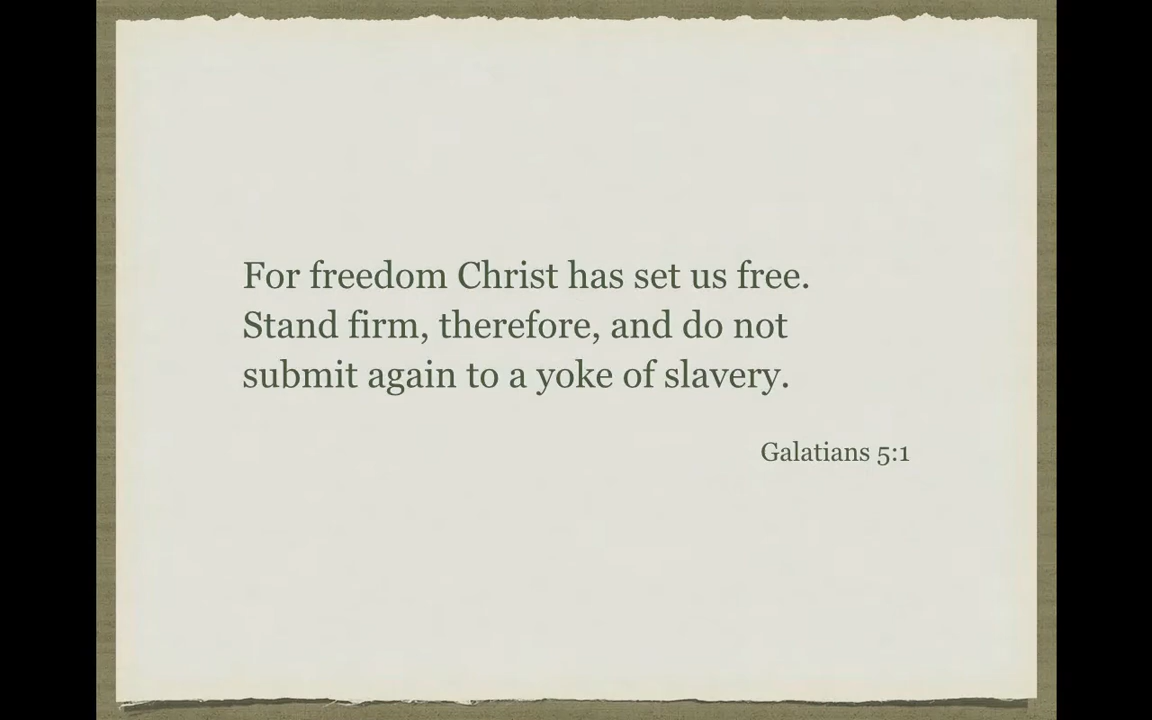 For freedom Christ has set us free.
Stand firm, therefore, and do not
submit again to a yoke of slavery.
Galatians 5:1